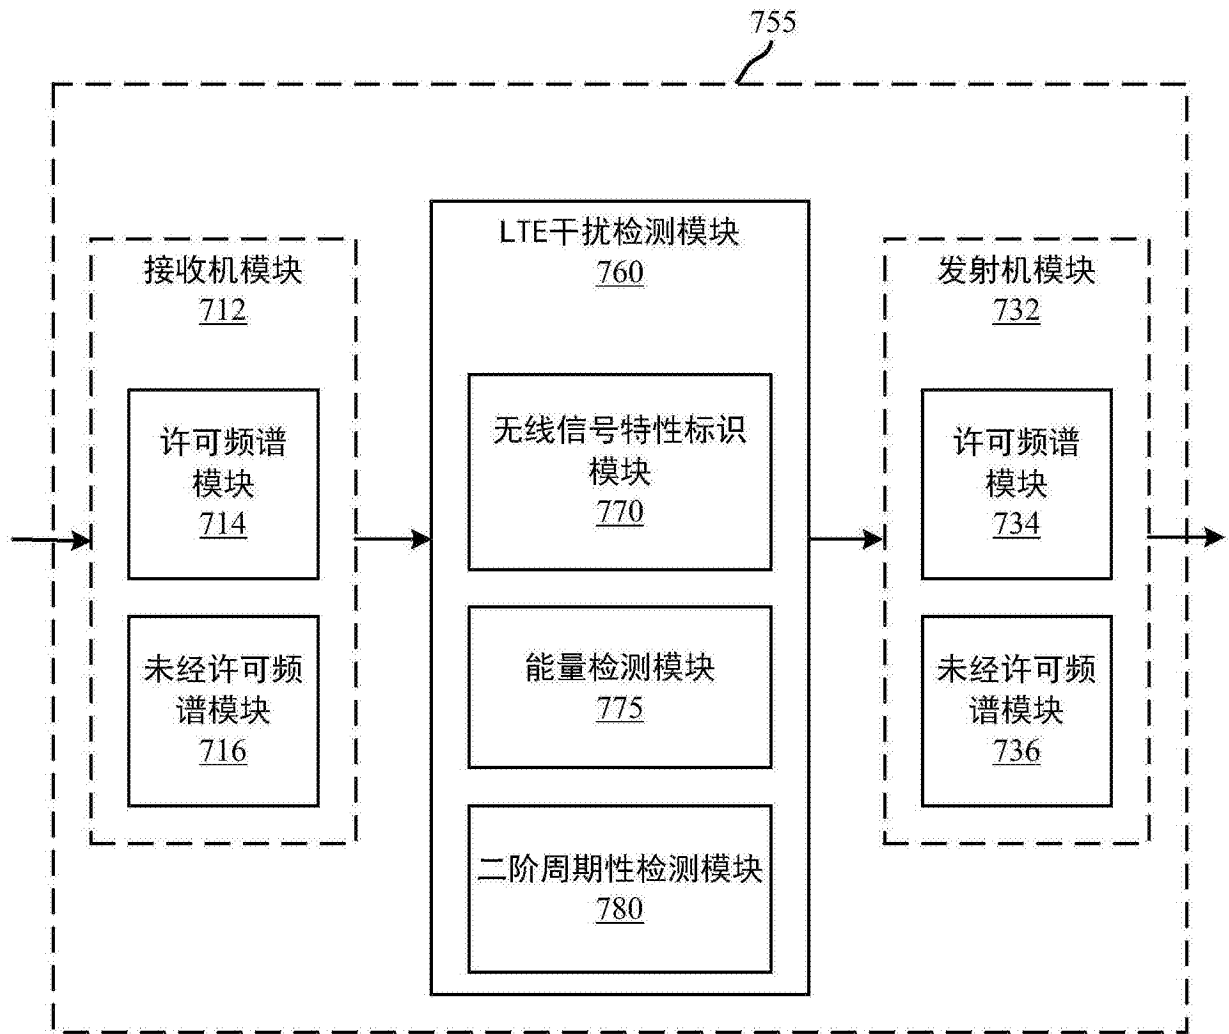 755
LTE干扰检测模块
760
接收机模块
712
发射机模块
732
许可频谱
模块
714
无线信号特性标识
模块
770
许可频谱
模块
734
未经许可频
谱模块
716
能量检测模块
775
未经许可频
谱模块
736
二阶周期性检测模块
780